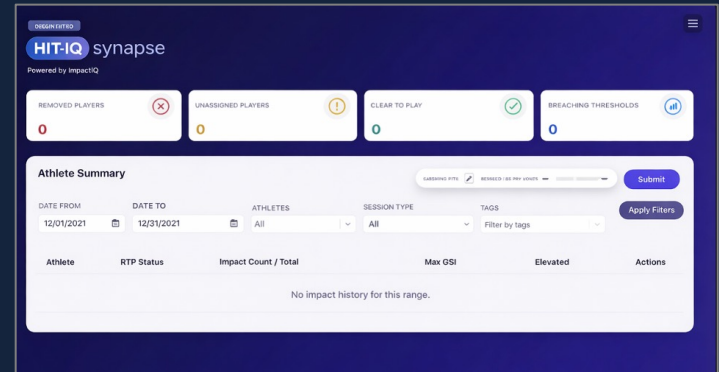 HIT-IQ synapse
Powered by ImpactIQ
REMOVED PLAYERS
0
UNASSIGNED PLAYERS
0
CLEAR TO PLAY
0
BREACHING THRESHOLDS
0
Athlete Summary
Submit
DATE FROM
DATE TO
ATHLETES
SESSION TYPE
TAGS
12/01/2021
12/31/2021
All
All
Filter by tags
Apply Filters
Athlete RTP Status Impact Count / Total Max GSI Elevated Actions
No impact history for this range.